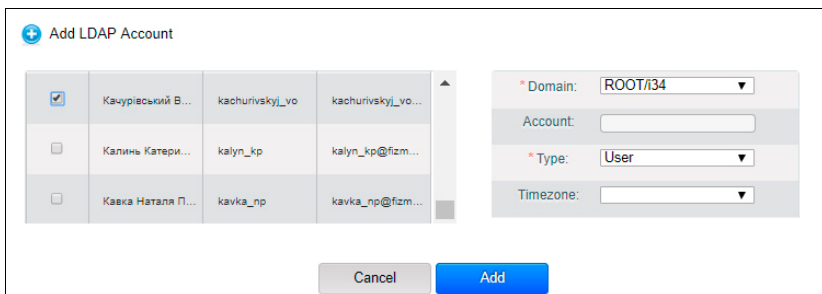 Add LDAP Account
Качурівський В... kachurivskyj_vo kachurivskyj_vo...
Калинь Катери... kalyn_kp kalyn_kp@fizm...
Кавка Наталя П... kavka_np kavka_np@fizm...
* Domain: ROOT/i34
Account:
* Type: User
Timezone:
Cancel Add